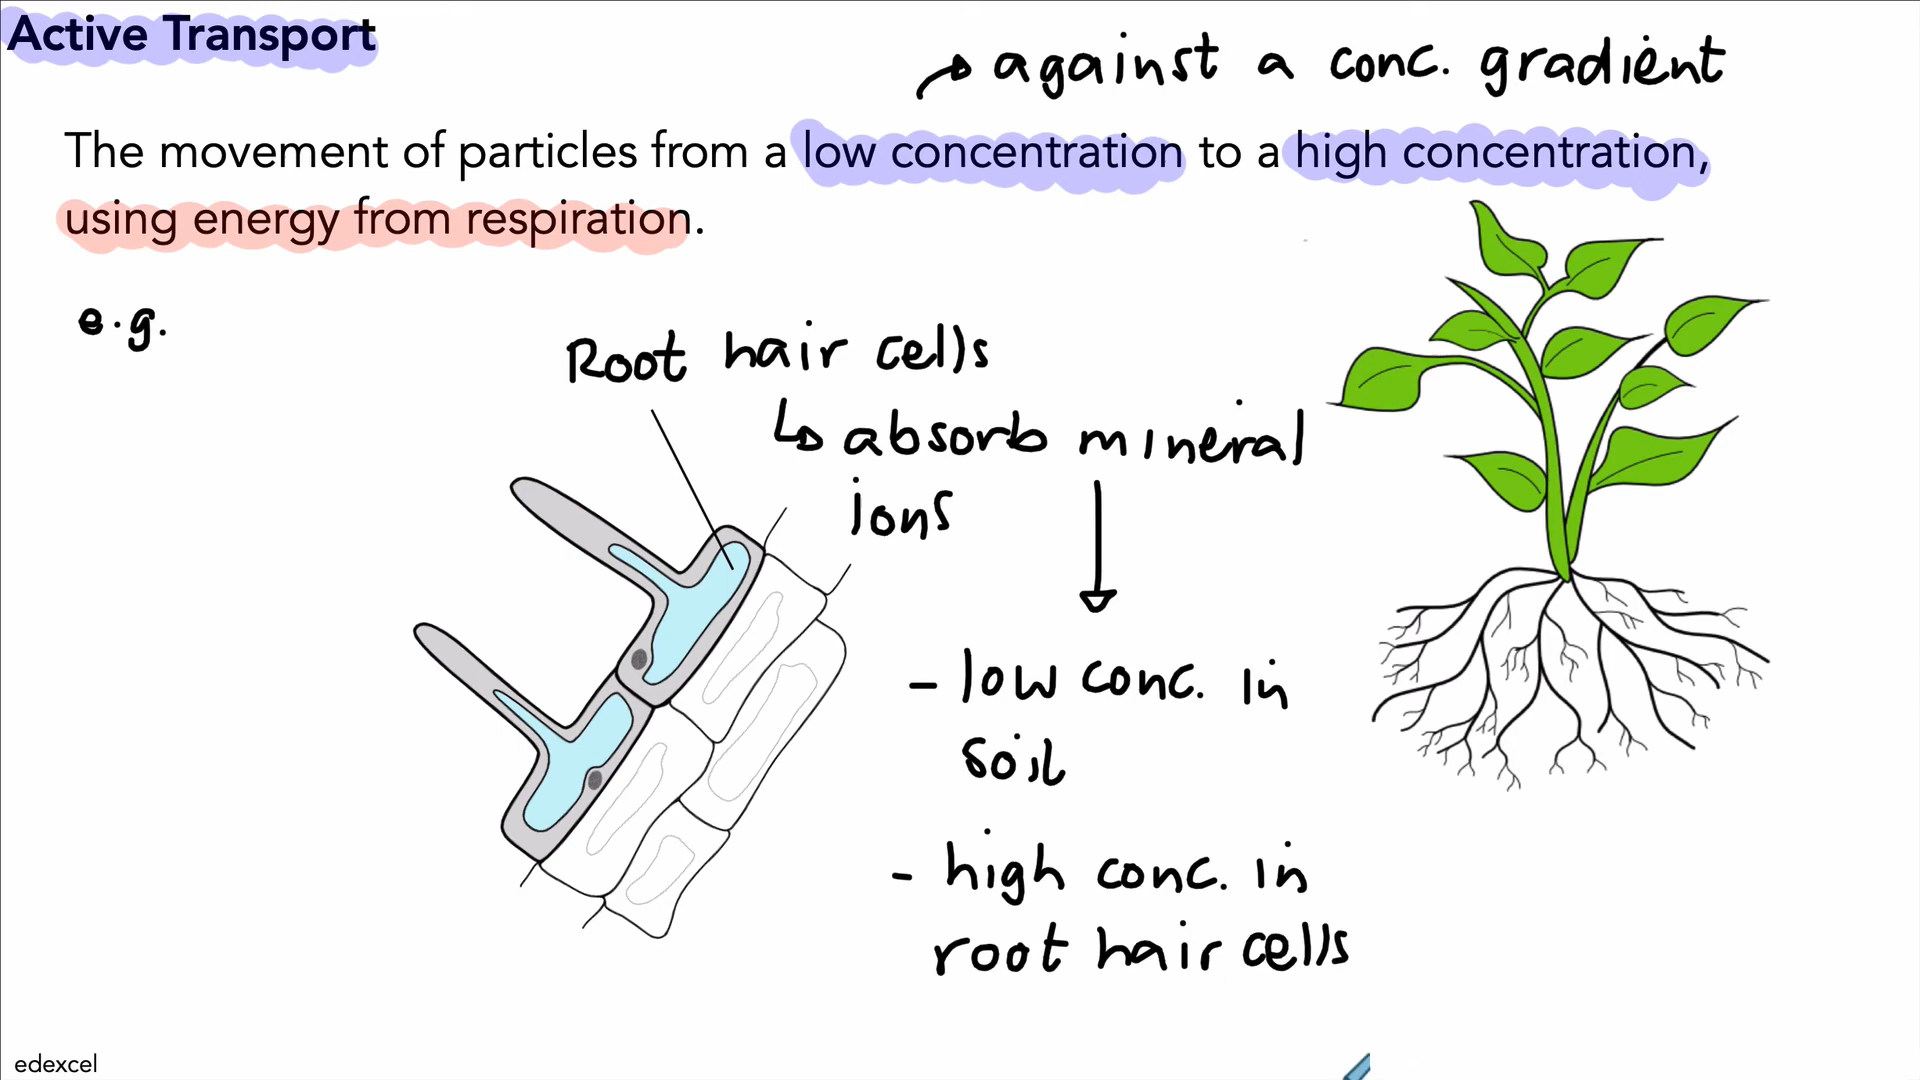 Active Transport
against a conc. gradient
The movement of particles from a low concentration to a high concentration,
using energy from respiration.
e.g.
Root hair cells
absorb mineral
ions
- low conc. in
soil
- high conc. in
root hair cells
edexcel